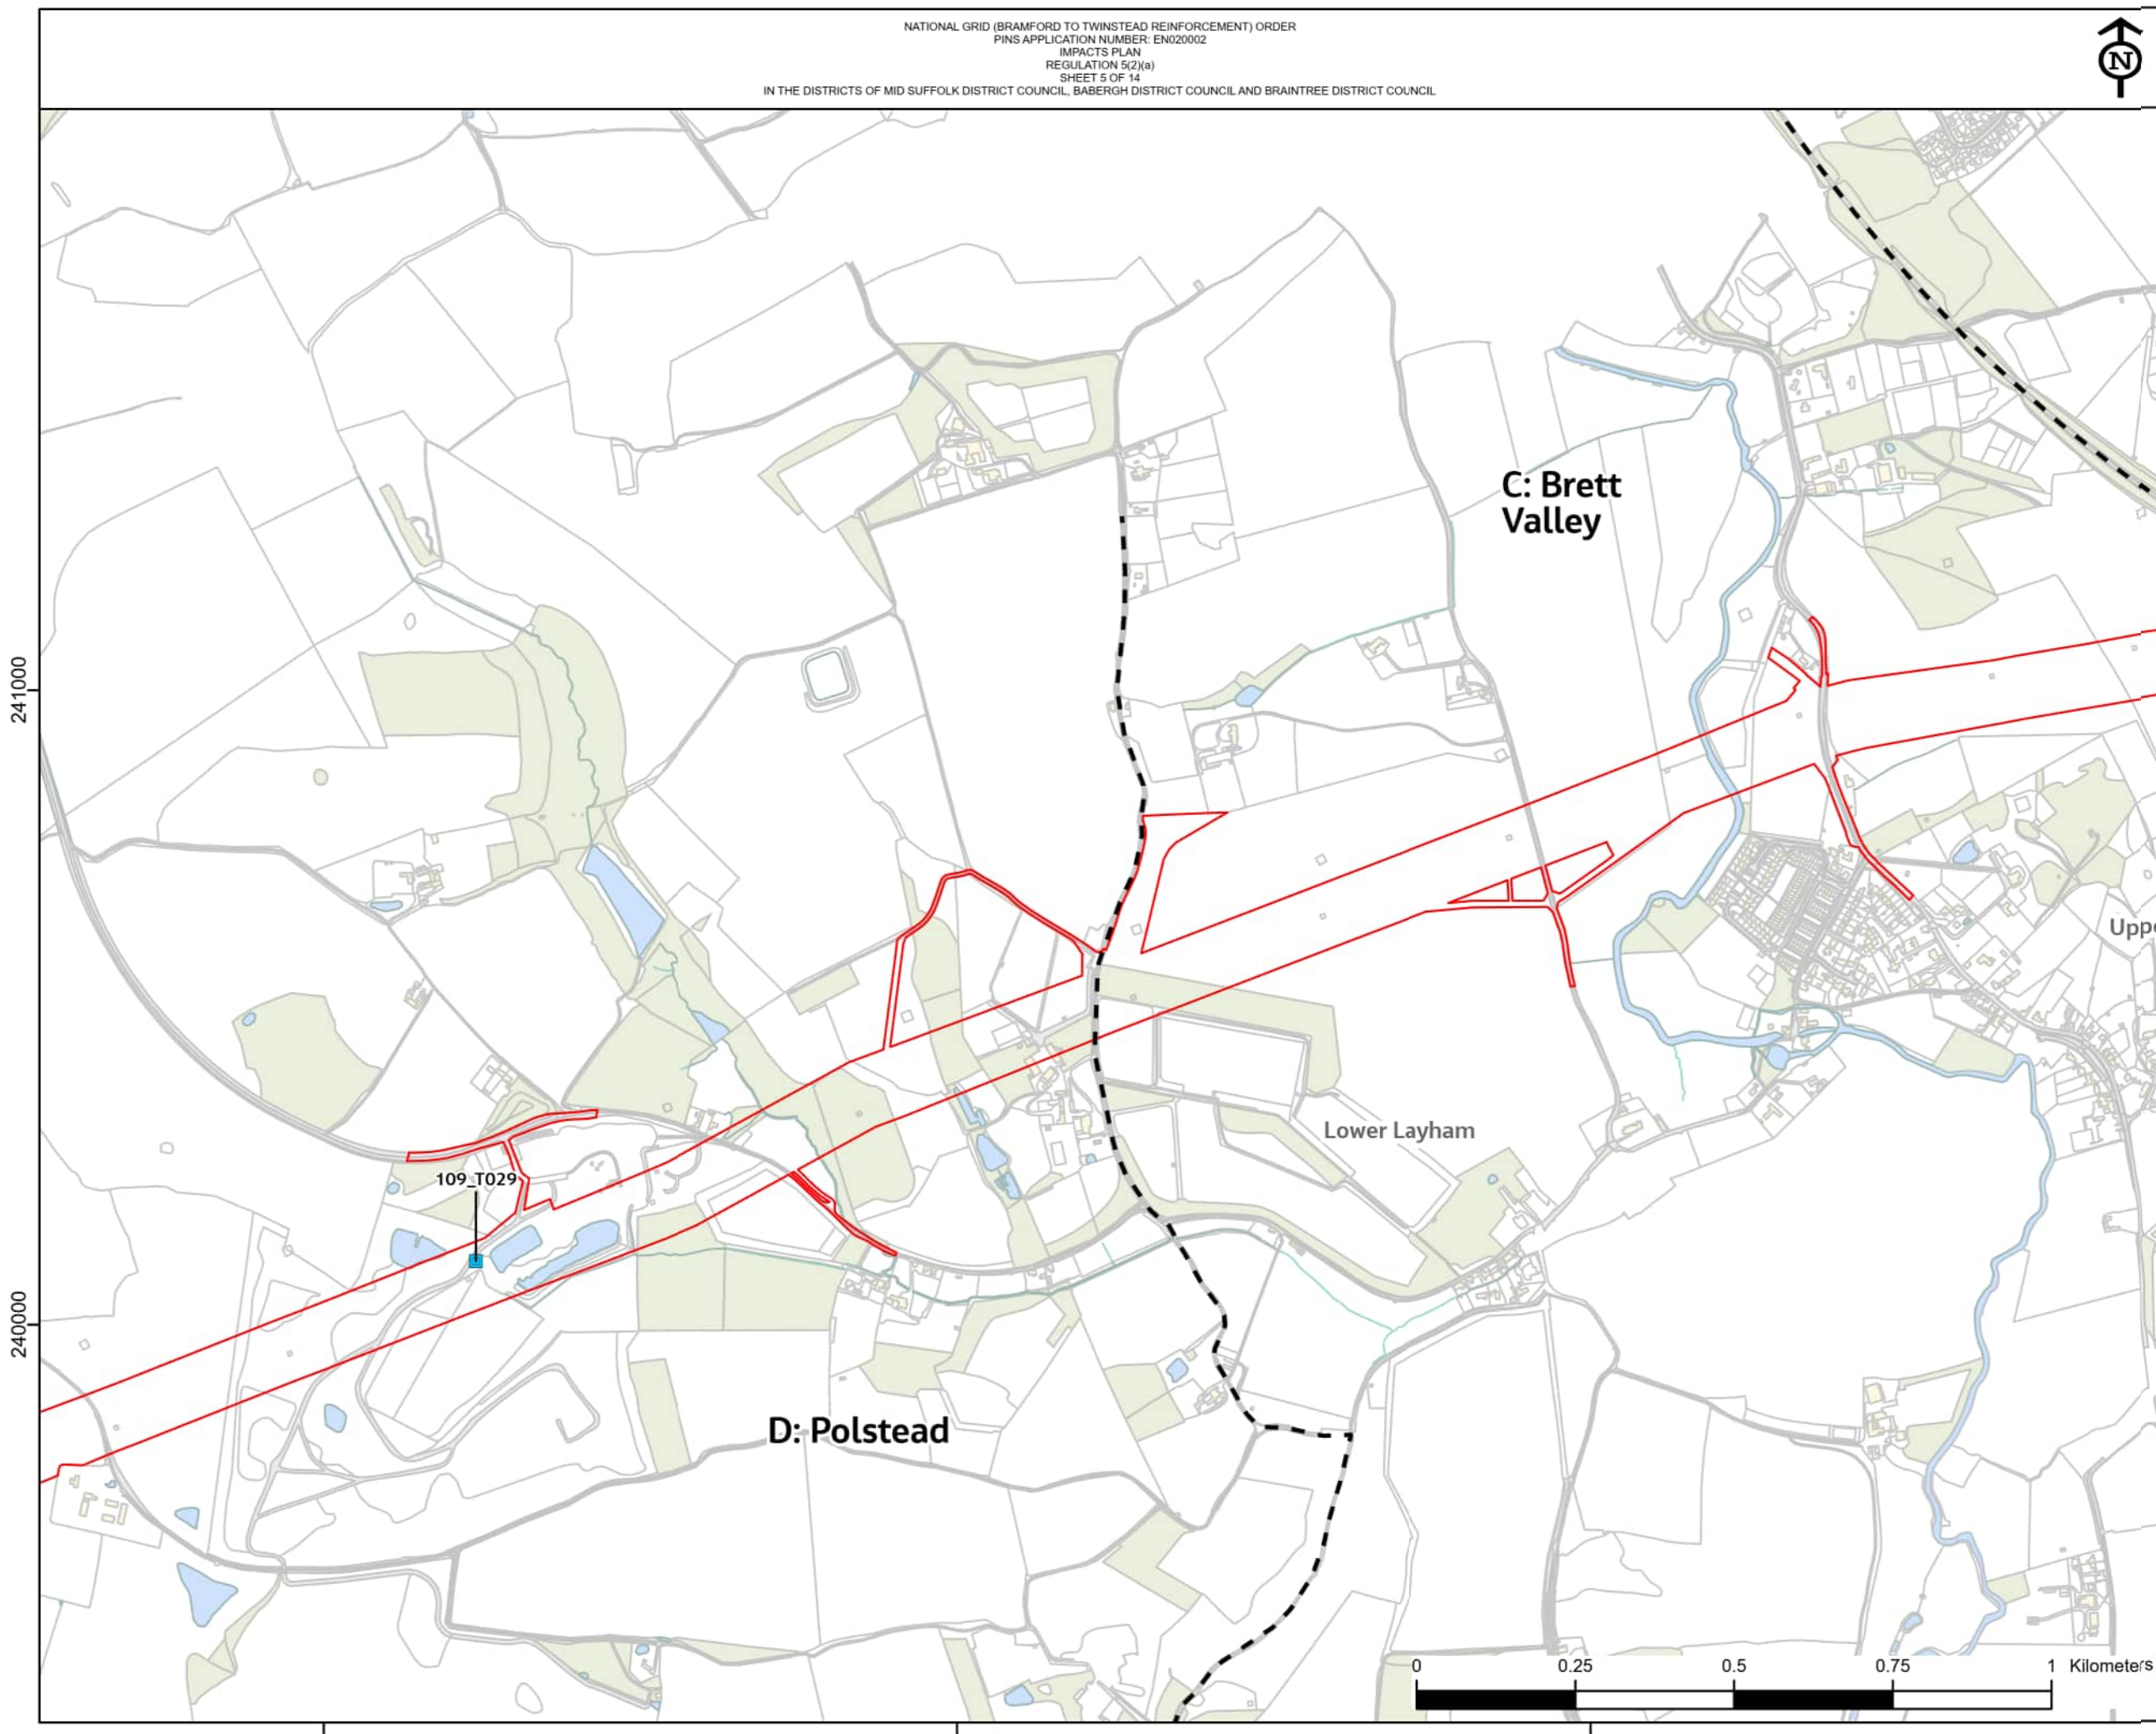 NATIONAL GRID (BRAMFORD TO TWINSTEAD REINFORCEMENT) ORDER
PINS APPLICATION NUMBER: EN020002
IMPACTS PLAN
REGULATION 5(2)(a)
SHEET 5 OF 14
IN THE DISTRICTS OF MID SUFFOLK DISTRICT COUNCIL, BABERGH DISTRICT COUNCIL AND BRAINTREE DISTRICT COUNCIL
N
C: Brett
Valley
241000
Upp
Lower Layham
109_T029
240000
D: Polstead
0 0.25 0.5 0.75 1 Kilometers